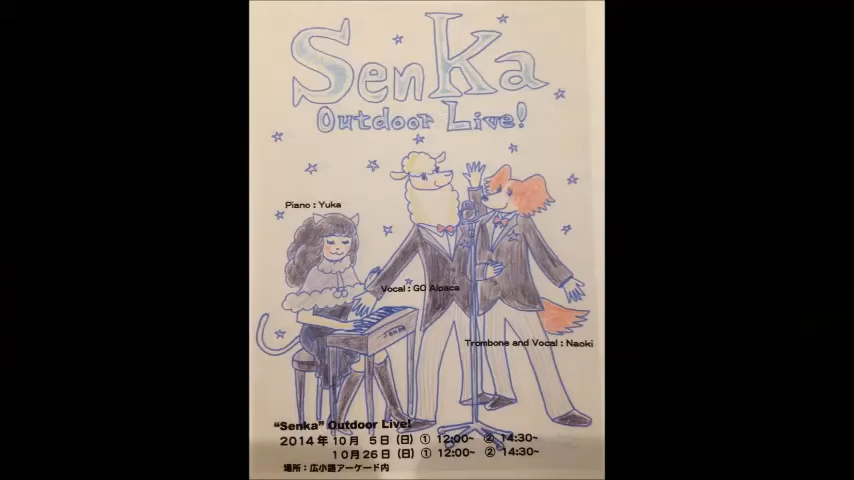 SenKa
Outdoor Live!
Piano : Yuka
Vocal : GO Alpaca
SENKA
Trombone and Vocal : Naoki
“Senka” Outdoor Live!
2014年 10月 5日 (日) ① 12:00~ ② 14:30~
10月 26日 (日) ① 12:00~ ② 14:30~
場所：広小路アーケード内